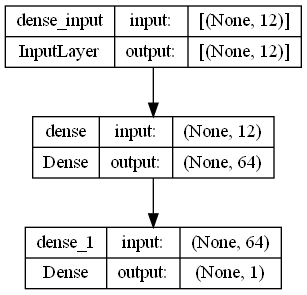 dense_input input: [(None, 12)]
InputLayer output: [(None, 12)]
dense input: (None, 12)
Dense output: (None, 64)
dense_1 input: (None, 64)
Dense output: (None, 1)